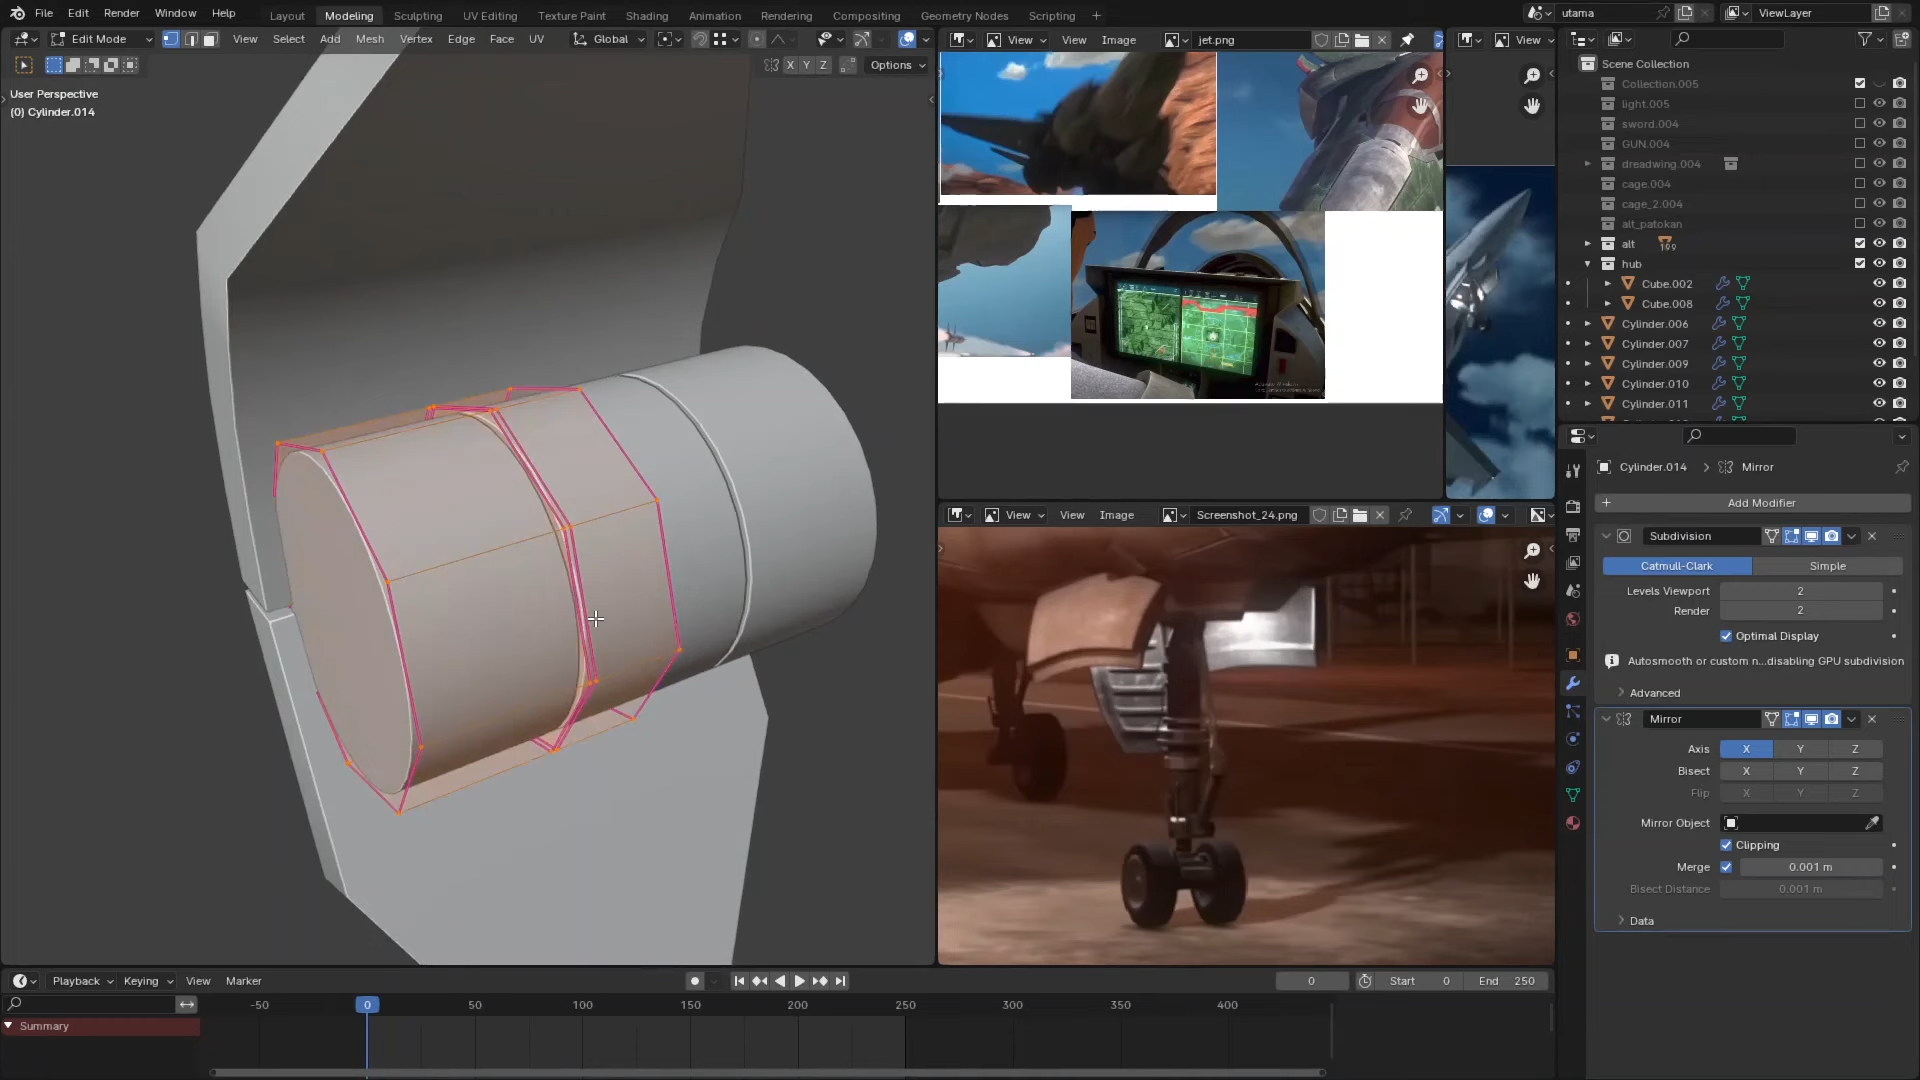 File Edit Render Window Help Layout Modeling Sculpting UV Editing Texture Paint Shading Animation Rendering Compositing Geometry Nodes Scripting + utama ViewLayer
Edit Mode View Select Add Mesh Vertex Edge Face UV Global View View Image jet.png View
X Y Z Options
User Perspective
(0) Cylinder.014
Scene Collection
Collection.005
light.005
sword.004
GUN.004
dreadwing.004
cage.004
cage_2.004
alt_patokan
alt 199
hub
Cube.002
Cube.008
Cylinder.006
Cylinder.007
Cylinder.009
Cylinder.010
Cylinder.011
Cylinder.014 > Mirror
+ Add Modifier
Subdivision
Catmull-Clark Simple
Levels Viewport 2
Render 2
Optimal Display
Autosmooth or custom n...disabling GPU subdivision
Advanced
Mirror
Axis X Y Z
Bisect X Y Z
Flip X Y Z
Mirror Object
Clipping
Merge 0.001 m
Bisect Distance 0.001 m
Data
View View Image Screenshot_24.png
Playback Keying View Marker 0 Start 0 End 250
-50 0 50 100 150 200 250 300 350 400
Summary